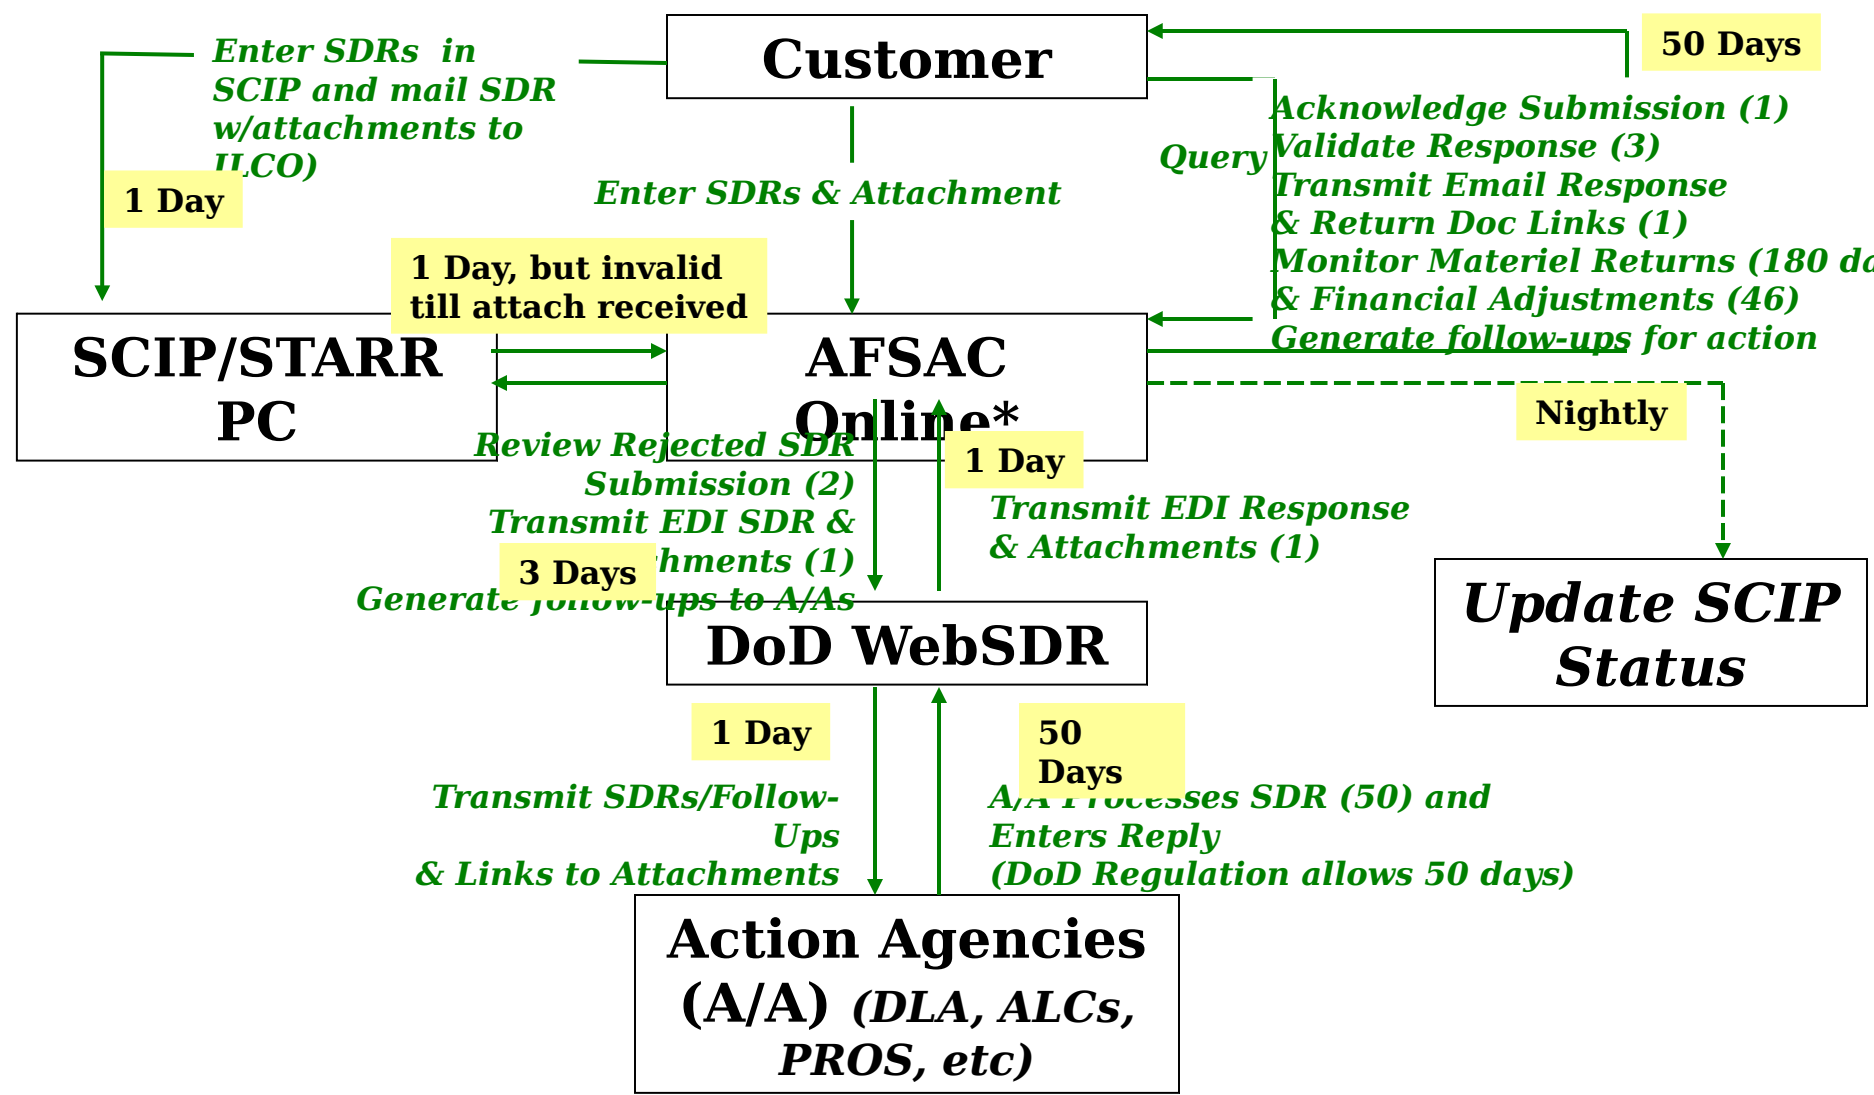 Customer
50 Days
Enter SDRs  in
SCIP and mail SDR
w/attachments to
ILCO)
1 Day
Enter SDRs & Attachment
Query
Acknowledge Submission (1)
Validate Response (3)
Transmit Email Response
& Return Doc Links (1)
Monitor Materiel Returns (180 da
& Financial Adjustments (46)
Generate follow-ups for action
1 Day, but invalid
till attach received
SCIP/STARR
PC
AFSAC
Online*
Nightly
Review Rejected SDR
Submission (2)
Transmit EDI SDR &
chments (1)
Generate follow-ups to A/As
3 Days
1 Day
Transmit EDI Response
& Attachments (1)
Update SCIP
Status
DoD WebSDR
1 Day
50
Days
Transmit SDRs/Follow-
Ups
& Links to Attachments
A/A Processes SDR (50) and
Enters Reply
(DoD Regulation allows 50 days)
Action Agencies
(A/A) (DLA, ALCs,
PROS, etc)